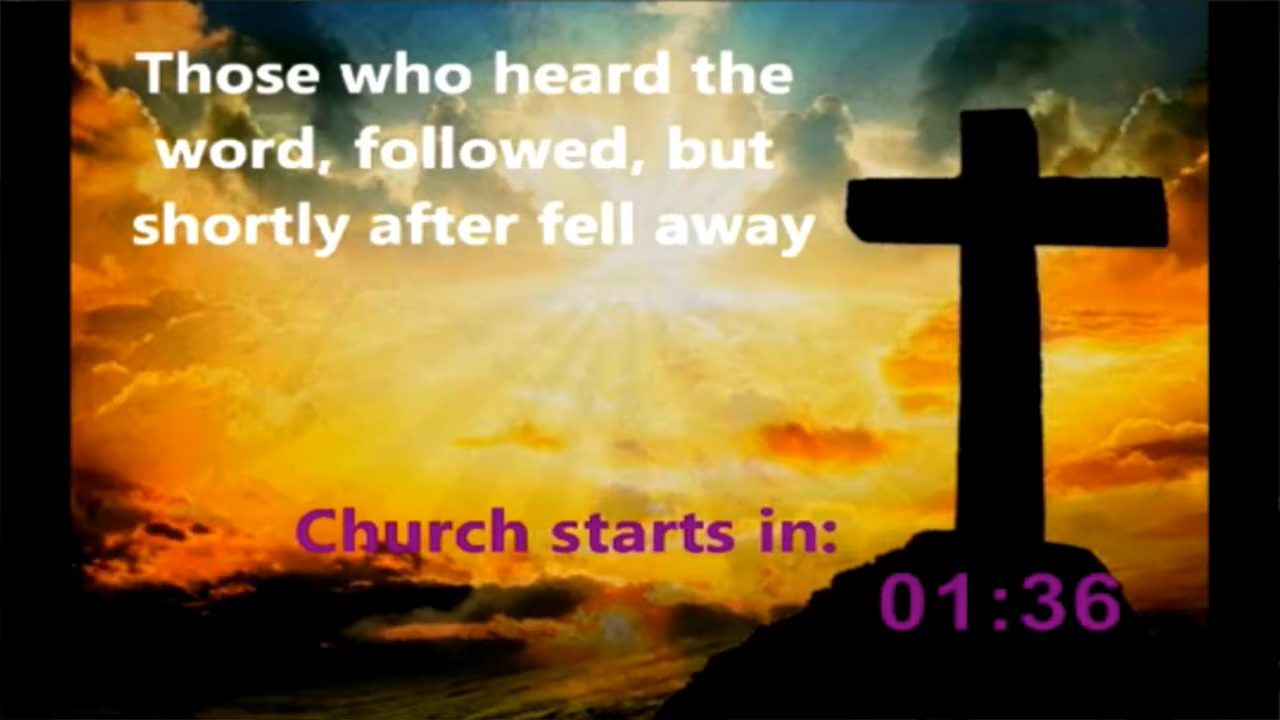 Those who heard the
word, followed, but
shortly after fell away
Church starts in:
01:36